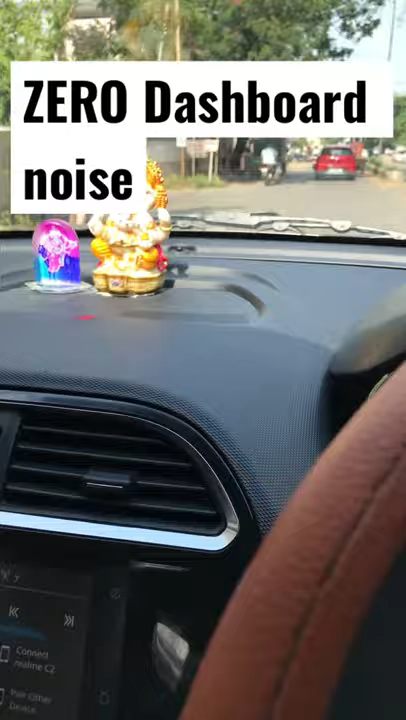 ZERO Dashboard
noise
Connect
realme C2
Pair Other
Device